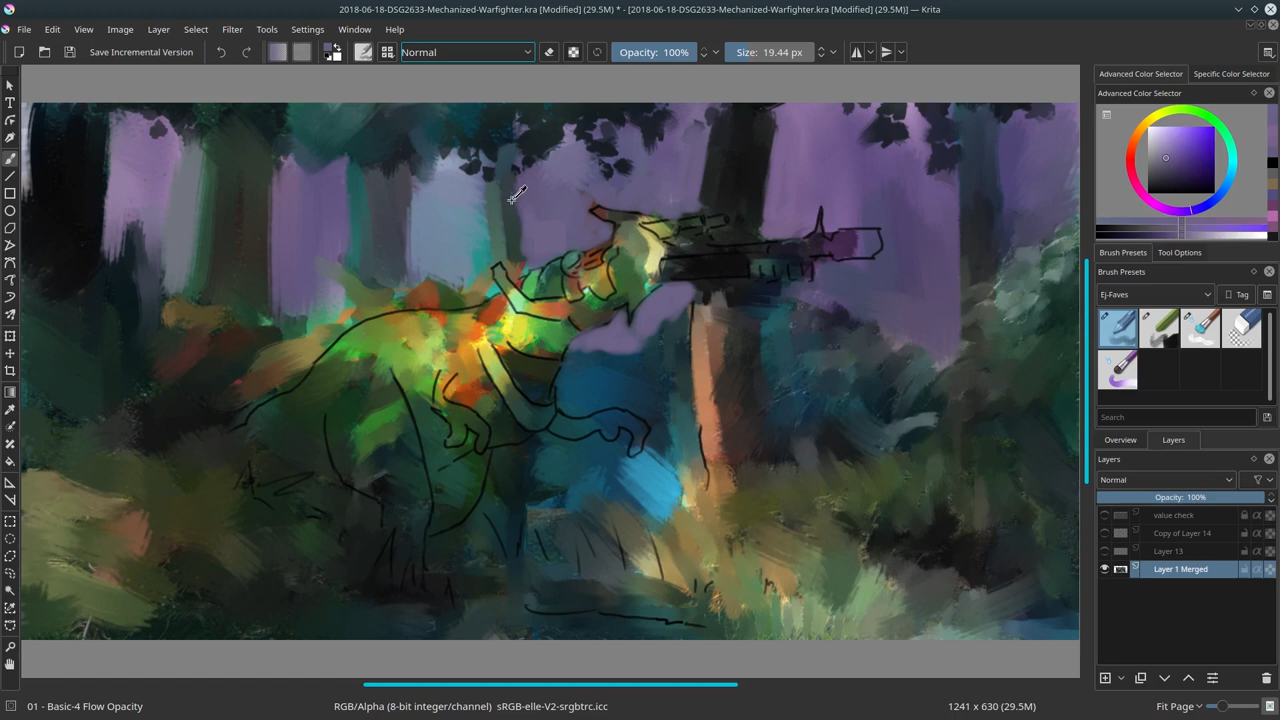 2018-06-18-DSG2633-Mechanized-Warfighter.kra [Modified] (29.5M) * - [2018-06-18-DSG2633-Mechanized-Warfighter.kra [Modified] (29.5M)] — Krita
File Edit View Image Layer Select Filter Tools Settings Window Help
Save Incremental Version Normal Opacity: 100% Size: 19.44 px
Advanced Color Selector Specific Color Selector
Advanced Color Selector
Brush Presets Tool Options
Brush Presets
Ej-Faves Tag
Search
Overview Layers
Layers
Normal
Opacity: 100%
value check
Copy of Layer 14
Layer 13
Layer 1 Merged
01 - Basic-4 Flow Opacity RGB/Alpha (8-bit integer/channel) sRGB-elle-V2-srgbtrc.icc 1241 x 630 (29.5M) Fit Page